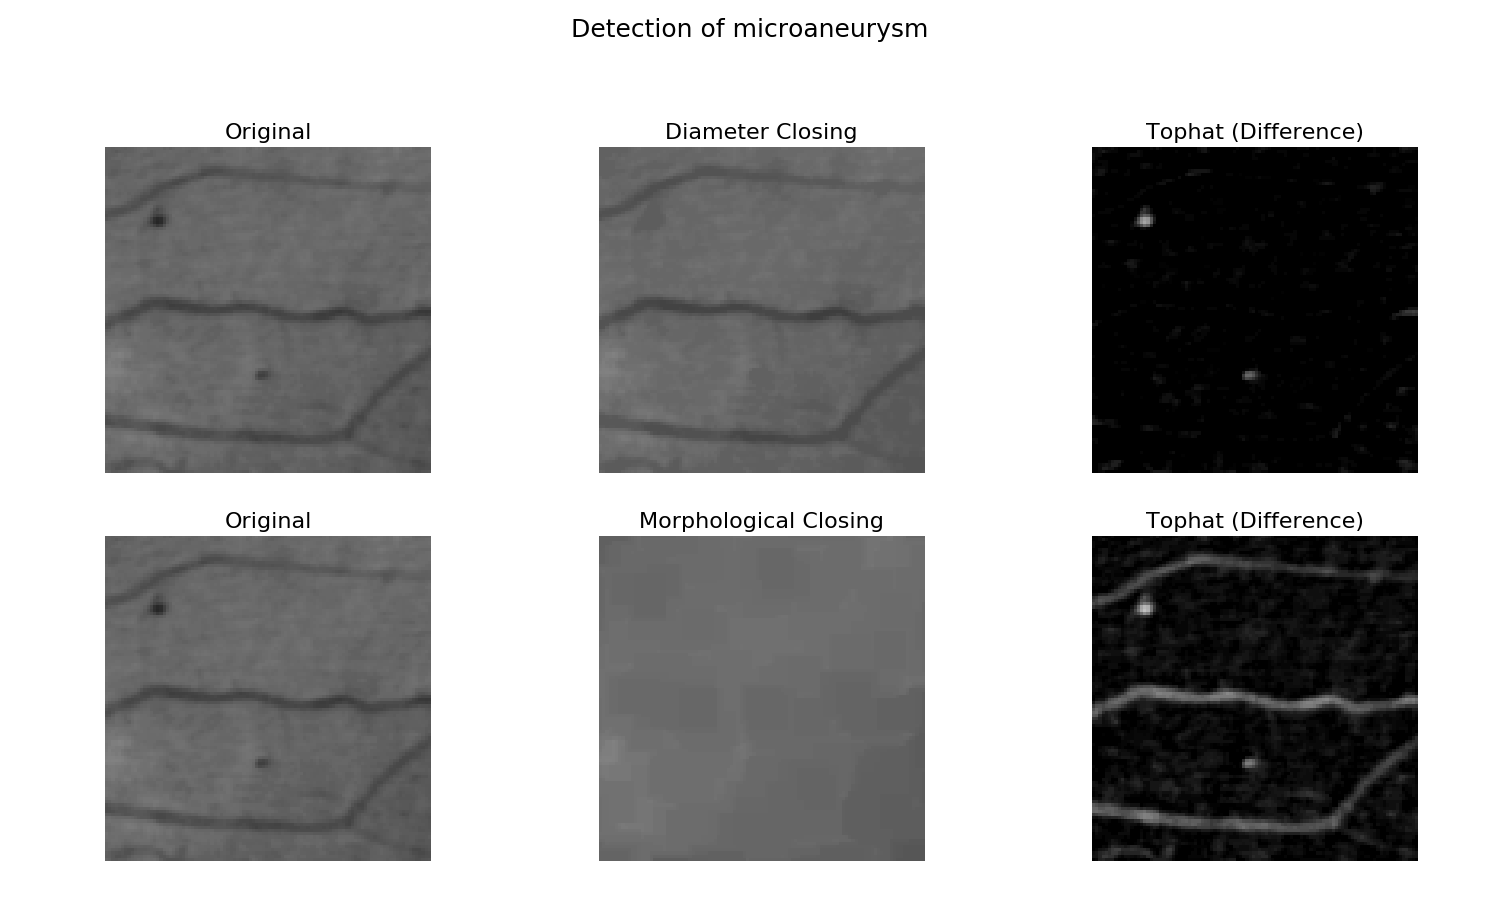 Detection of microaneurysm
Original
Diameter Closing
Tophat (Difference)
Original
Morphological Closing
Tophat (Difference)